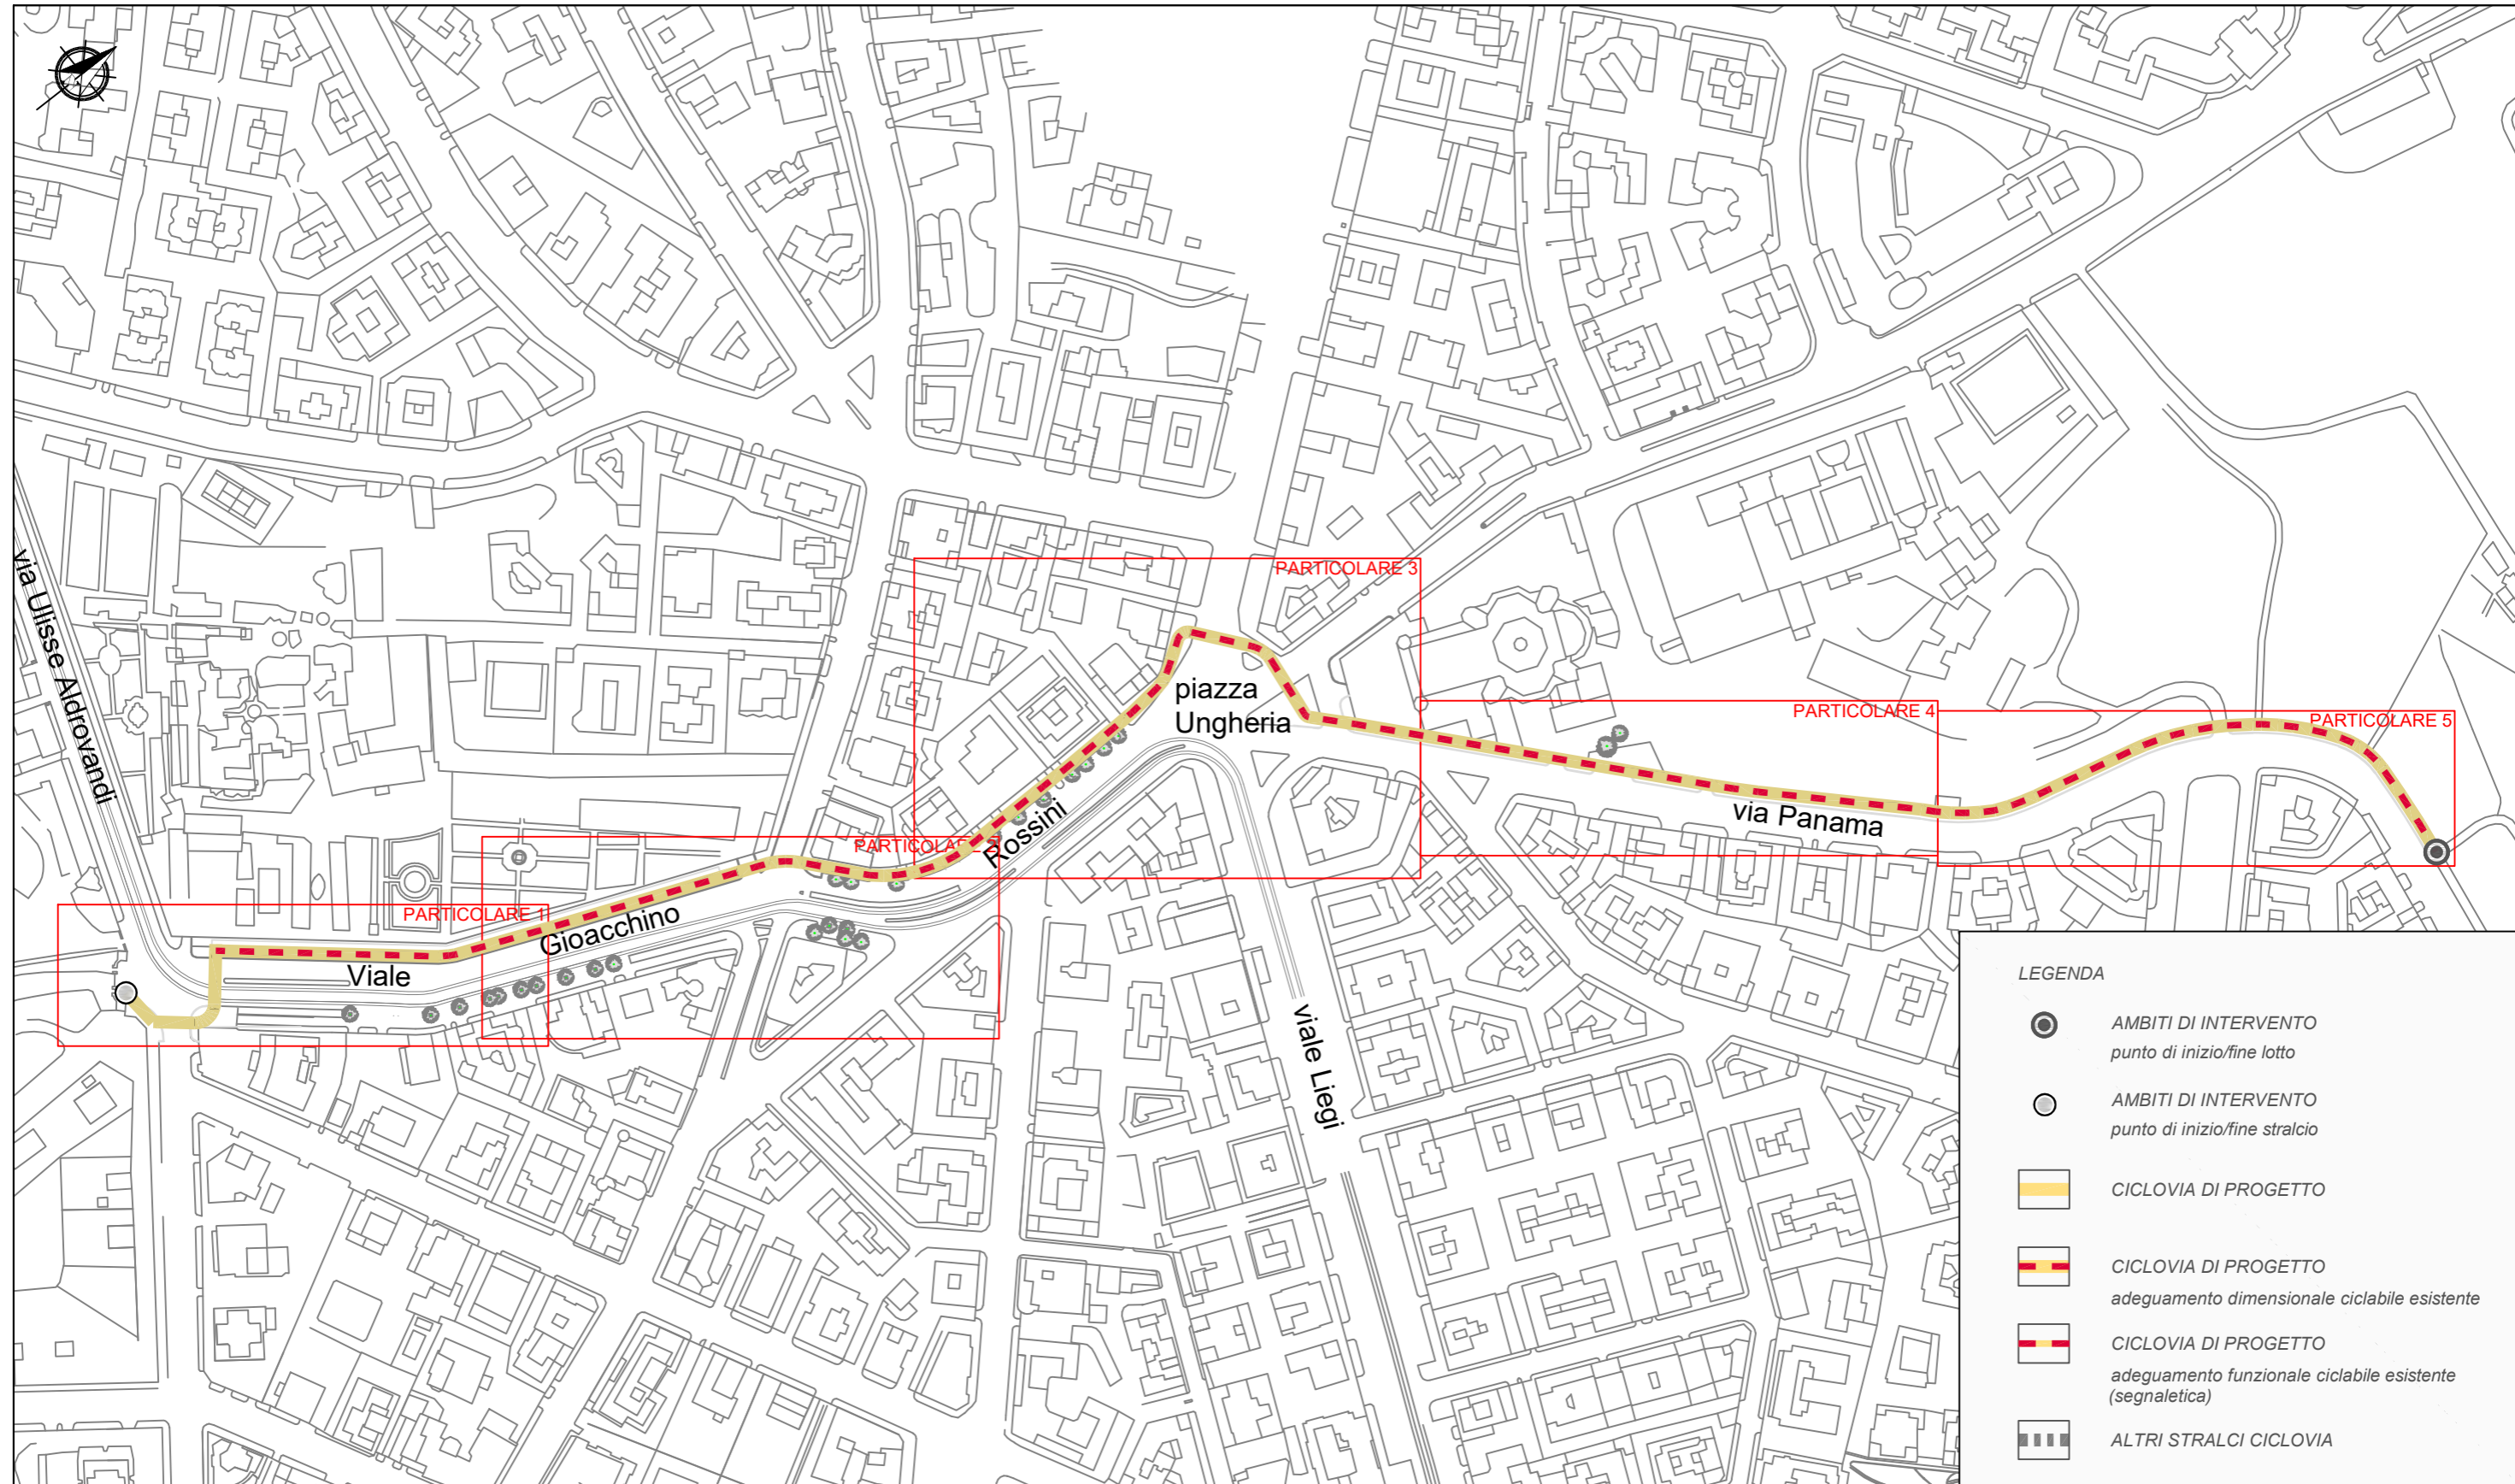 PARTICOLARE 3
via Ulisse Aldrovandi
piazza
Ungheria
PARTICOLARE 4
PARTICOLARE 5
via Panama
PARTICOLARE 2
Rossini
PARTICOLARE 1
Gioacchino
Viale
viale Liegi
LEGENDA
AMBITI DI INTERVENTO
punto di inizio/fine lotto
AMBITI DI INTERVENTO
punto di inizio/fine stralcio
CICLOVIA DI PROGETTO
CICLOVIA DI PROGETTO
adeguamento dimensionale ciclabile esistente
CICLOVIA DI PROGETTO
adeguamento funzionale ciclabile esistente
(segnaletica)
ALTRI STRALCI CICLOVIA